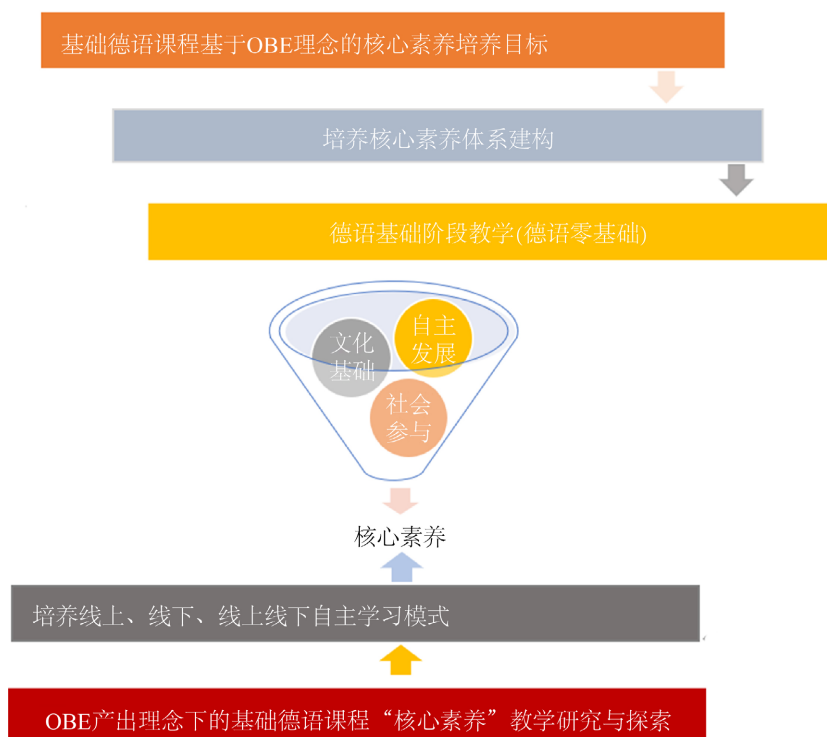 基础德语课程基于OBE理念的核心素养培养目标
培养核心素养体系建构
德语基础阶段教学(德语零基础)
文化
基础
自主
发展
社会
参与
核心素养
培养线上、线下、线上线下自主学习模式
OBE产出理念下的基础德语课程“核心素养”教学研究与探索